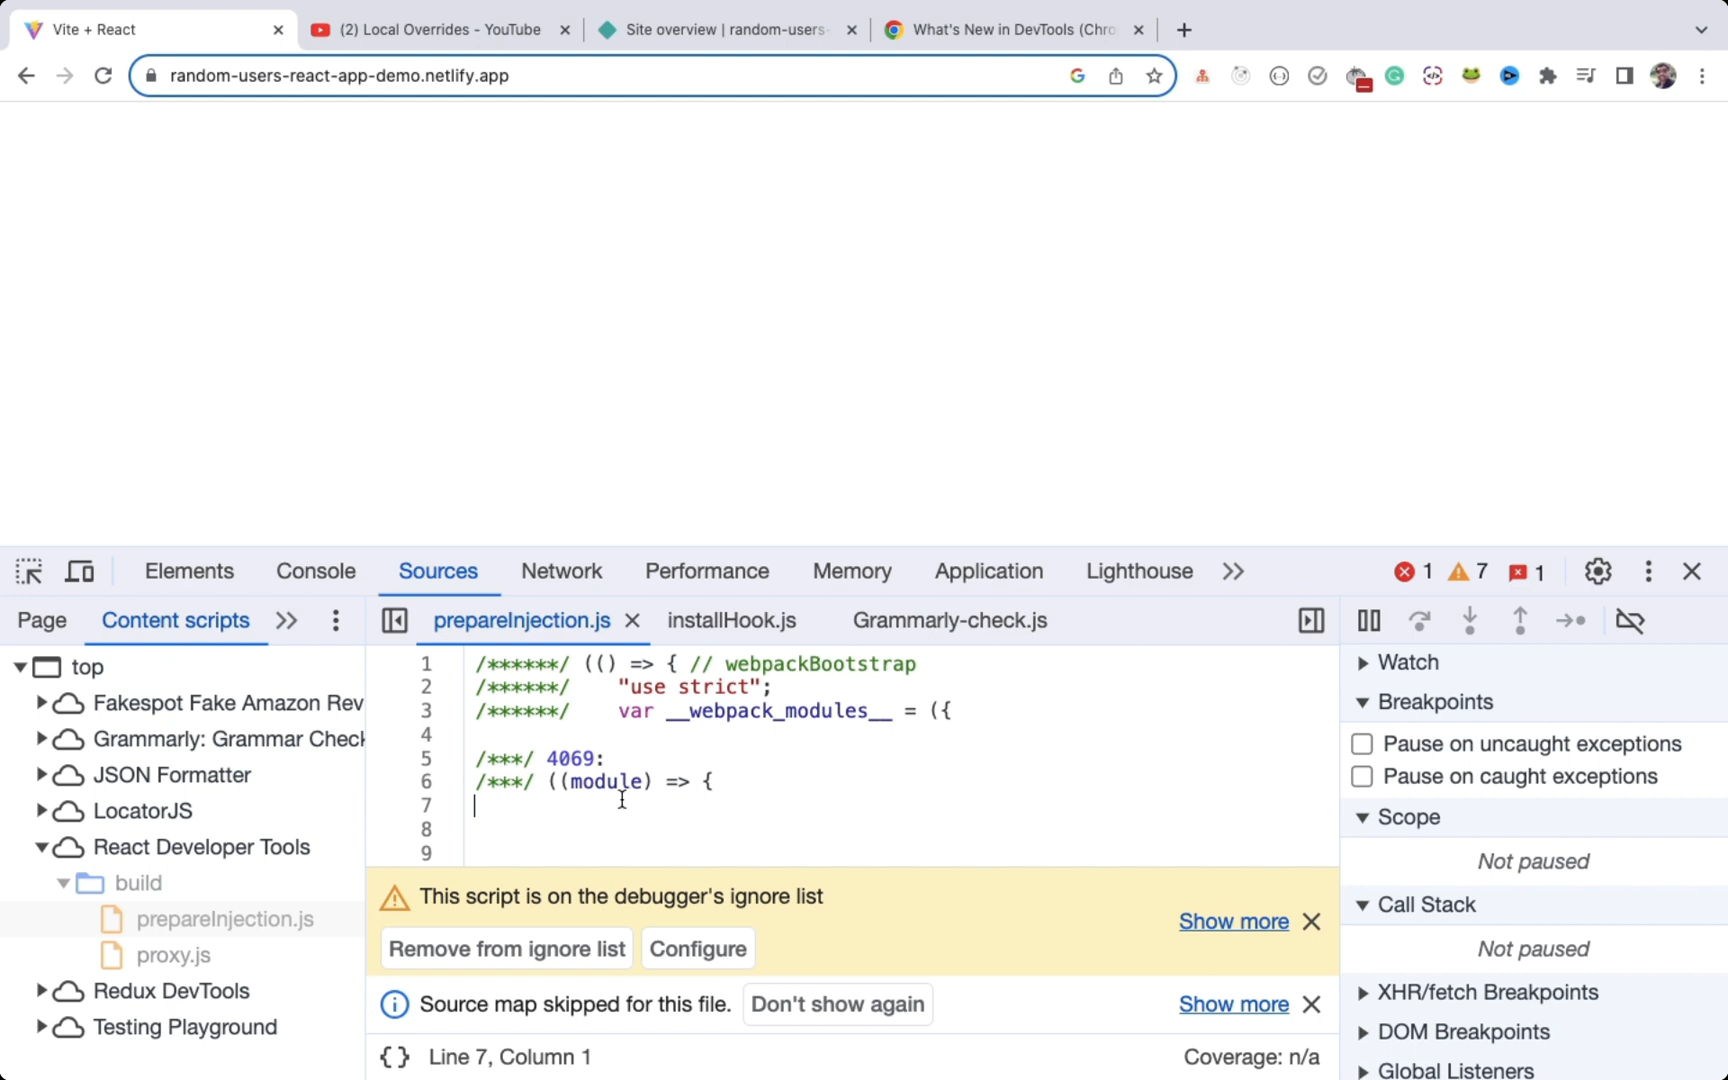 Vite + React
(2) Local Overrides - YouTube
Site overview | random-users-
What's New in DevTools (Chro
random-users-react-app-demo.netlify.app
Elements Console Sources Network Performance Memory Application Lighthouse 1 7 1
Page Content scripts
prepareInjection.js installHook.js Grammarly-check.js
top
Fakespot Fake Amazon Rev
Grammarly: Grammar Check
JSON Formatter
LocatorJS
React Developer Tools
build
prepareInjection.js
proxy.js
Redux DevTools
Testing Playground
1 /******/ (() => { // webpackBootstrap
2 /******/ "use strict";
3 /******/ var __webpack_modules__ = ({
4
5 /***/ 4069:
6 /***/ ((module) => {
7
8
9
This script is on the debugger's ignore list
Remove from ignore list Configure
Show more
Source map skipped for this file. Don't show again Show more
{ } Line 7, Column 1 Coverage: n/a
Watch
Breakpoints
Pause on uncaught exceptions
Pause on caught exceptions
Scope
Not paused
Call Stack
Not paused
XHR/fetch Breakpoints
DOM Breakpoints
Global Listeners